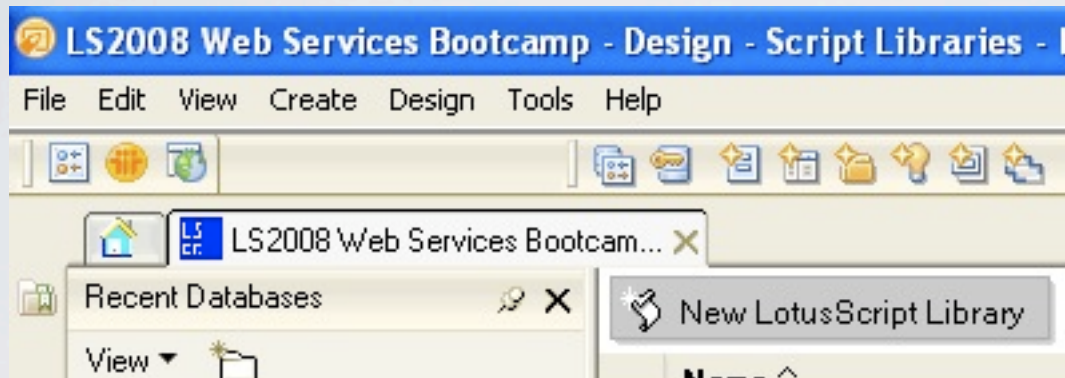 LS2008 Web Services Bootcamp - Design - Script Libraries -
File Edit View Create Design Tools Help
LS2008 Web Services Bootcam...
Recent Databases
New LotusScript Library
View
Name